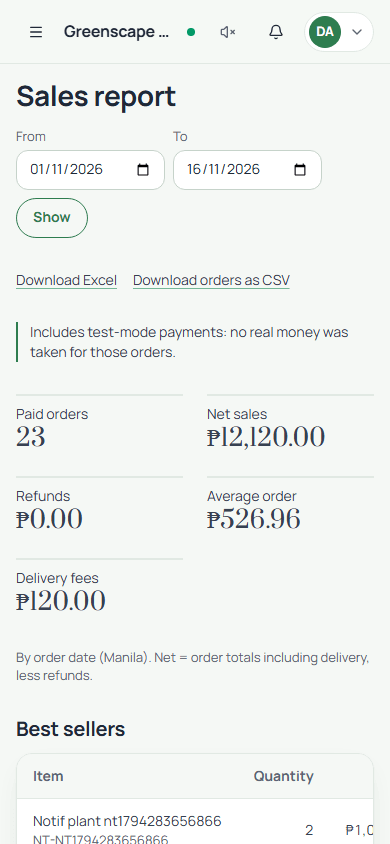 Greenscape ...
DA
Sales report
From
To
01/11/2026
16/11/2026
Show
Download Excel
Download orders as CSV
Includes test-mode payments: no real money was
taken for those orders.
Paid orders
Net sales
23
₱12,120.00
Refunds
Average order
₱0.00
₱526.96
Delivery fees
₱120.00
By order date (Manila). Net = order totals including delivery,
less refunds.
Best sellers
Item
Quantity
Notif plant nt1794283656866
2
₱1,0
NT-NT1794283656866